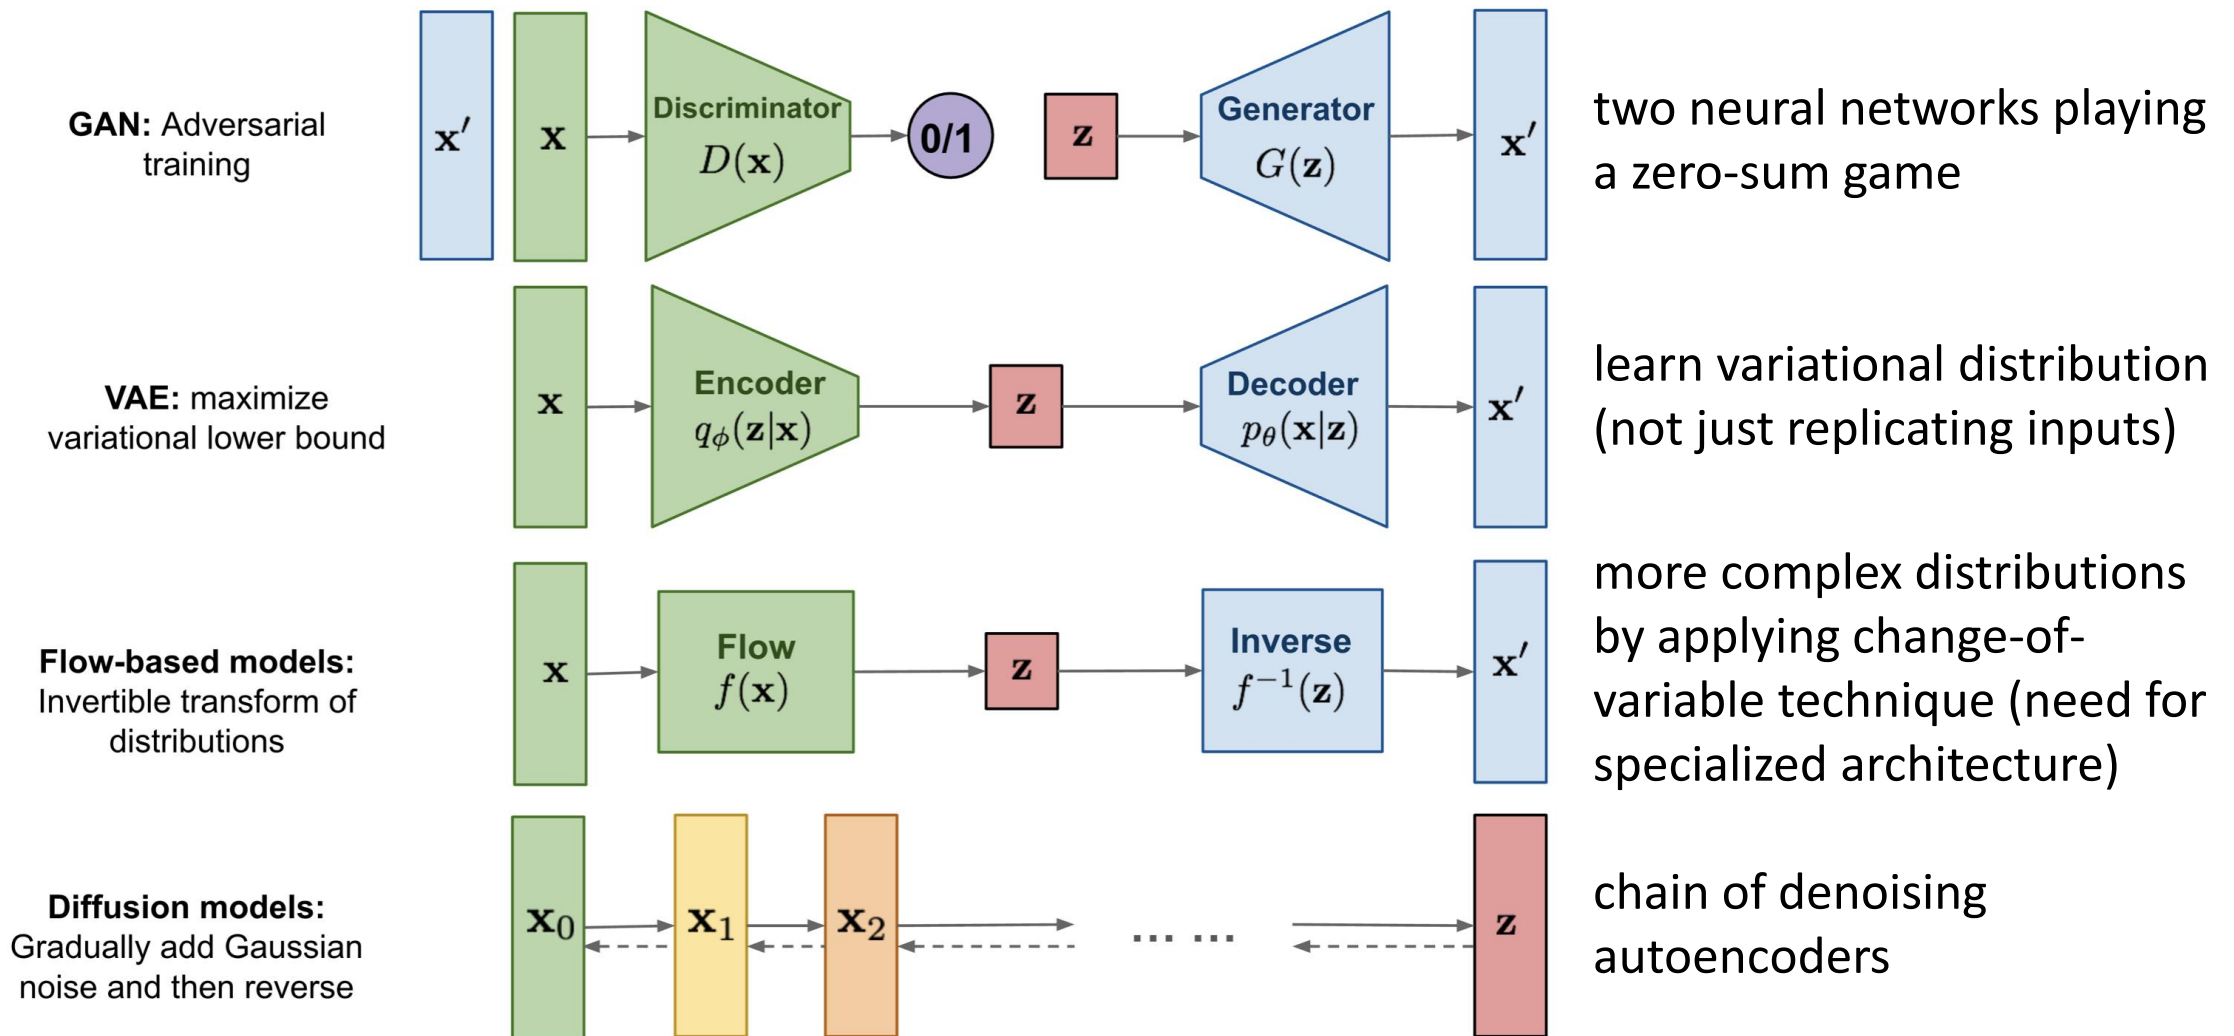 GAN: Adversarial
training
x′
x
Discriminator
D(x)
0/1
z
Generator
G(z)
x′
two neural networks playing
a zero-sum game
VAE: maximize
variational lower bound
x
Encoder
qϕ(z|x)
z
Decoder
pθ(x|z)
x′
learn variational distribution
(not just replicating inputs)
Flow-based models:
Invertible transform of
distributions
x
Flow
f(x)
z
Inverse
f⁻¹(z)
x′
more complex distributions
by applying change-of-
variable technique (need for
specialized architecture)
Diffusion models:
Gradually add Gaussian
noise and then reverse
x₀
x₁
x₂
... ...
z
chain of denoising
autoencoders